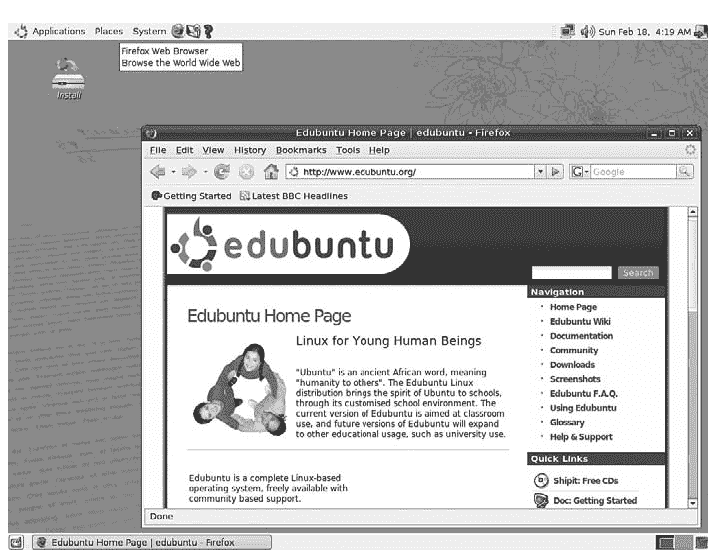 Applications Places System
Sun Feb 18, 4:19 AM
Firefox Web Browser
Browse the World Wide Web
Install
Edubuntu Home Page | edubuntu - Firefox
File Edit View History Bookmarks Tools Help
http://www.ecubuntu.org/
G Google
Getting Started Latest BBC Headlines
edubuntu
Search
Edubuntu Home Page
Linux for Young Human Beings
"Ubuntu" is an ancient African word, meaning
"humanity to others". The Edubuntu Linux
distribution brings the spirit of Ubuntu to schools,
through its customised school environment. The
current version of Edubuntu is aimed at classroom
use, and future versions of Edubuntu will expand
to other educational usage, such as university use.
Edubuntu is a complete Linux-based
operating system, freely available with
community based support.
Navigation
· Home Page
· Edubuntu Wiki
· Documentation
· Community
· Downloads
· Screenshots
· Edubuntu F.A.Q.
· Using Edubuntu
· Glossary
· Help & Support
Quick Links
Shipit: Free CDs
Doc: Getting Started
Done
Edubuntu Home Page | edubuntu - Firefox